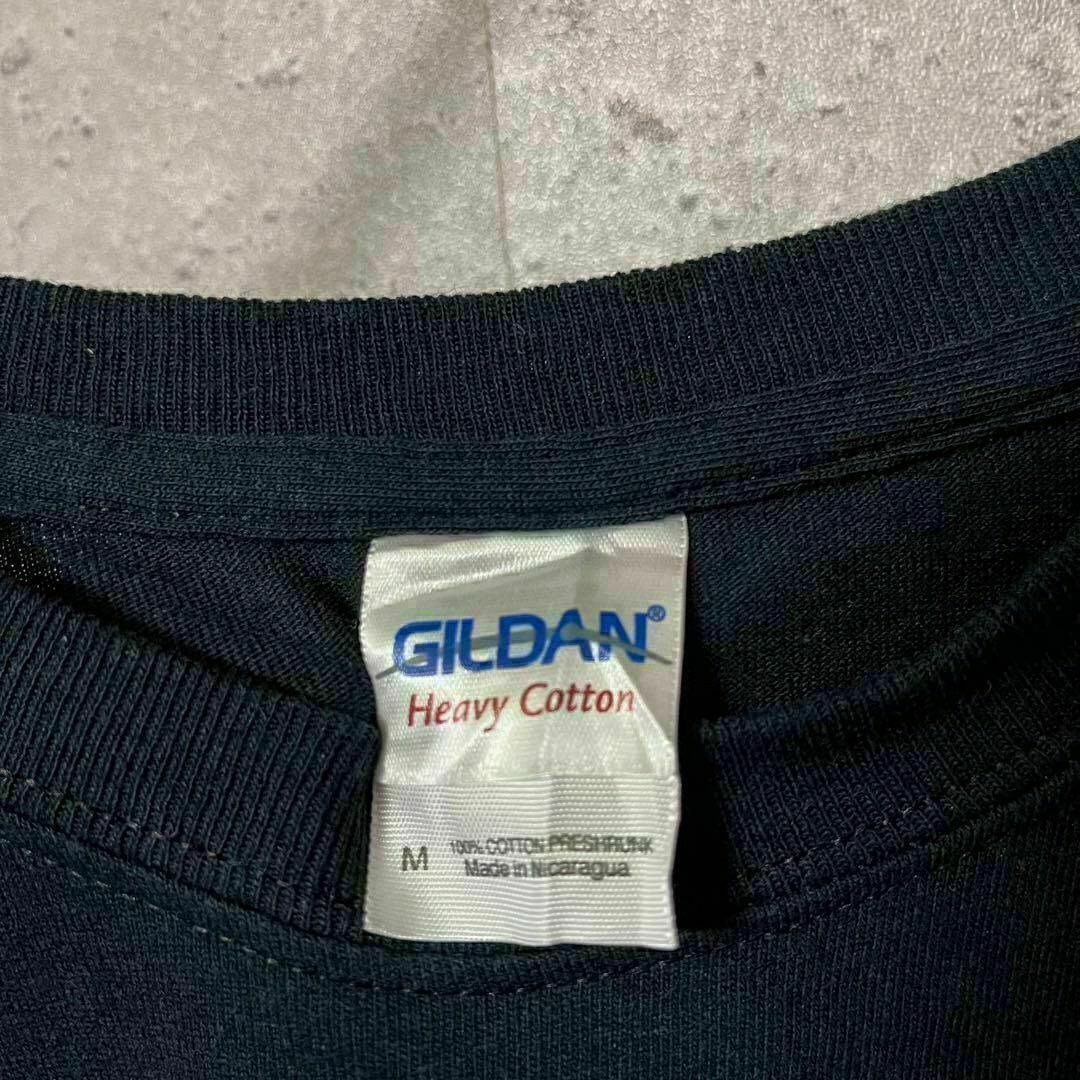 GILDAN®
Heavy Cotton
M 100% COTTON PRESHRUNK
Made in Nicaragua